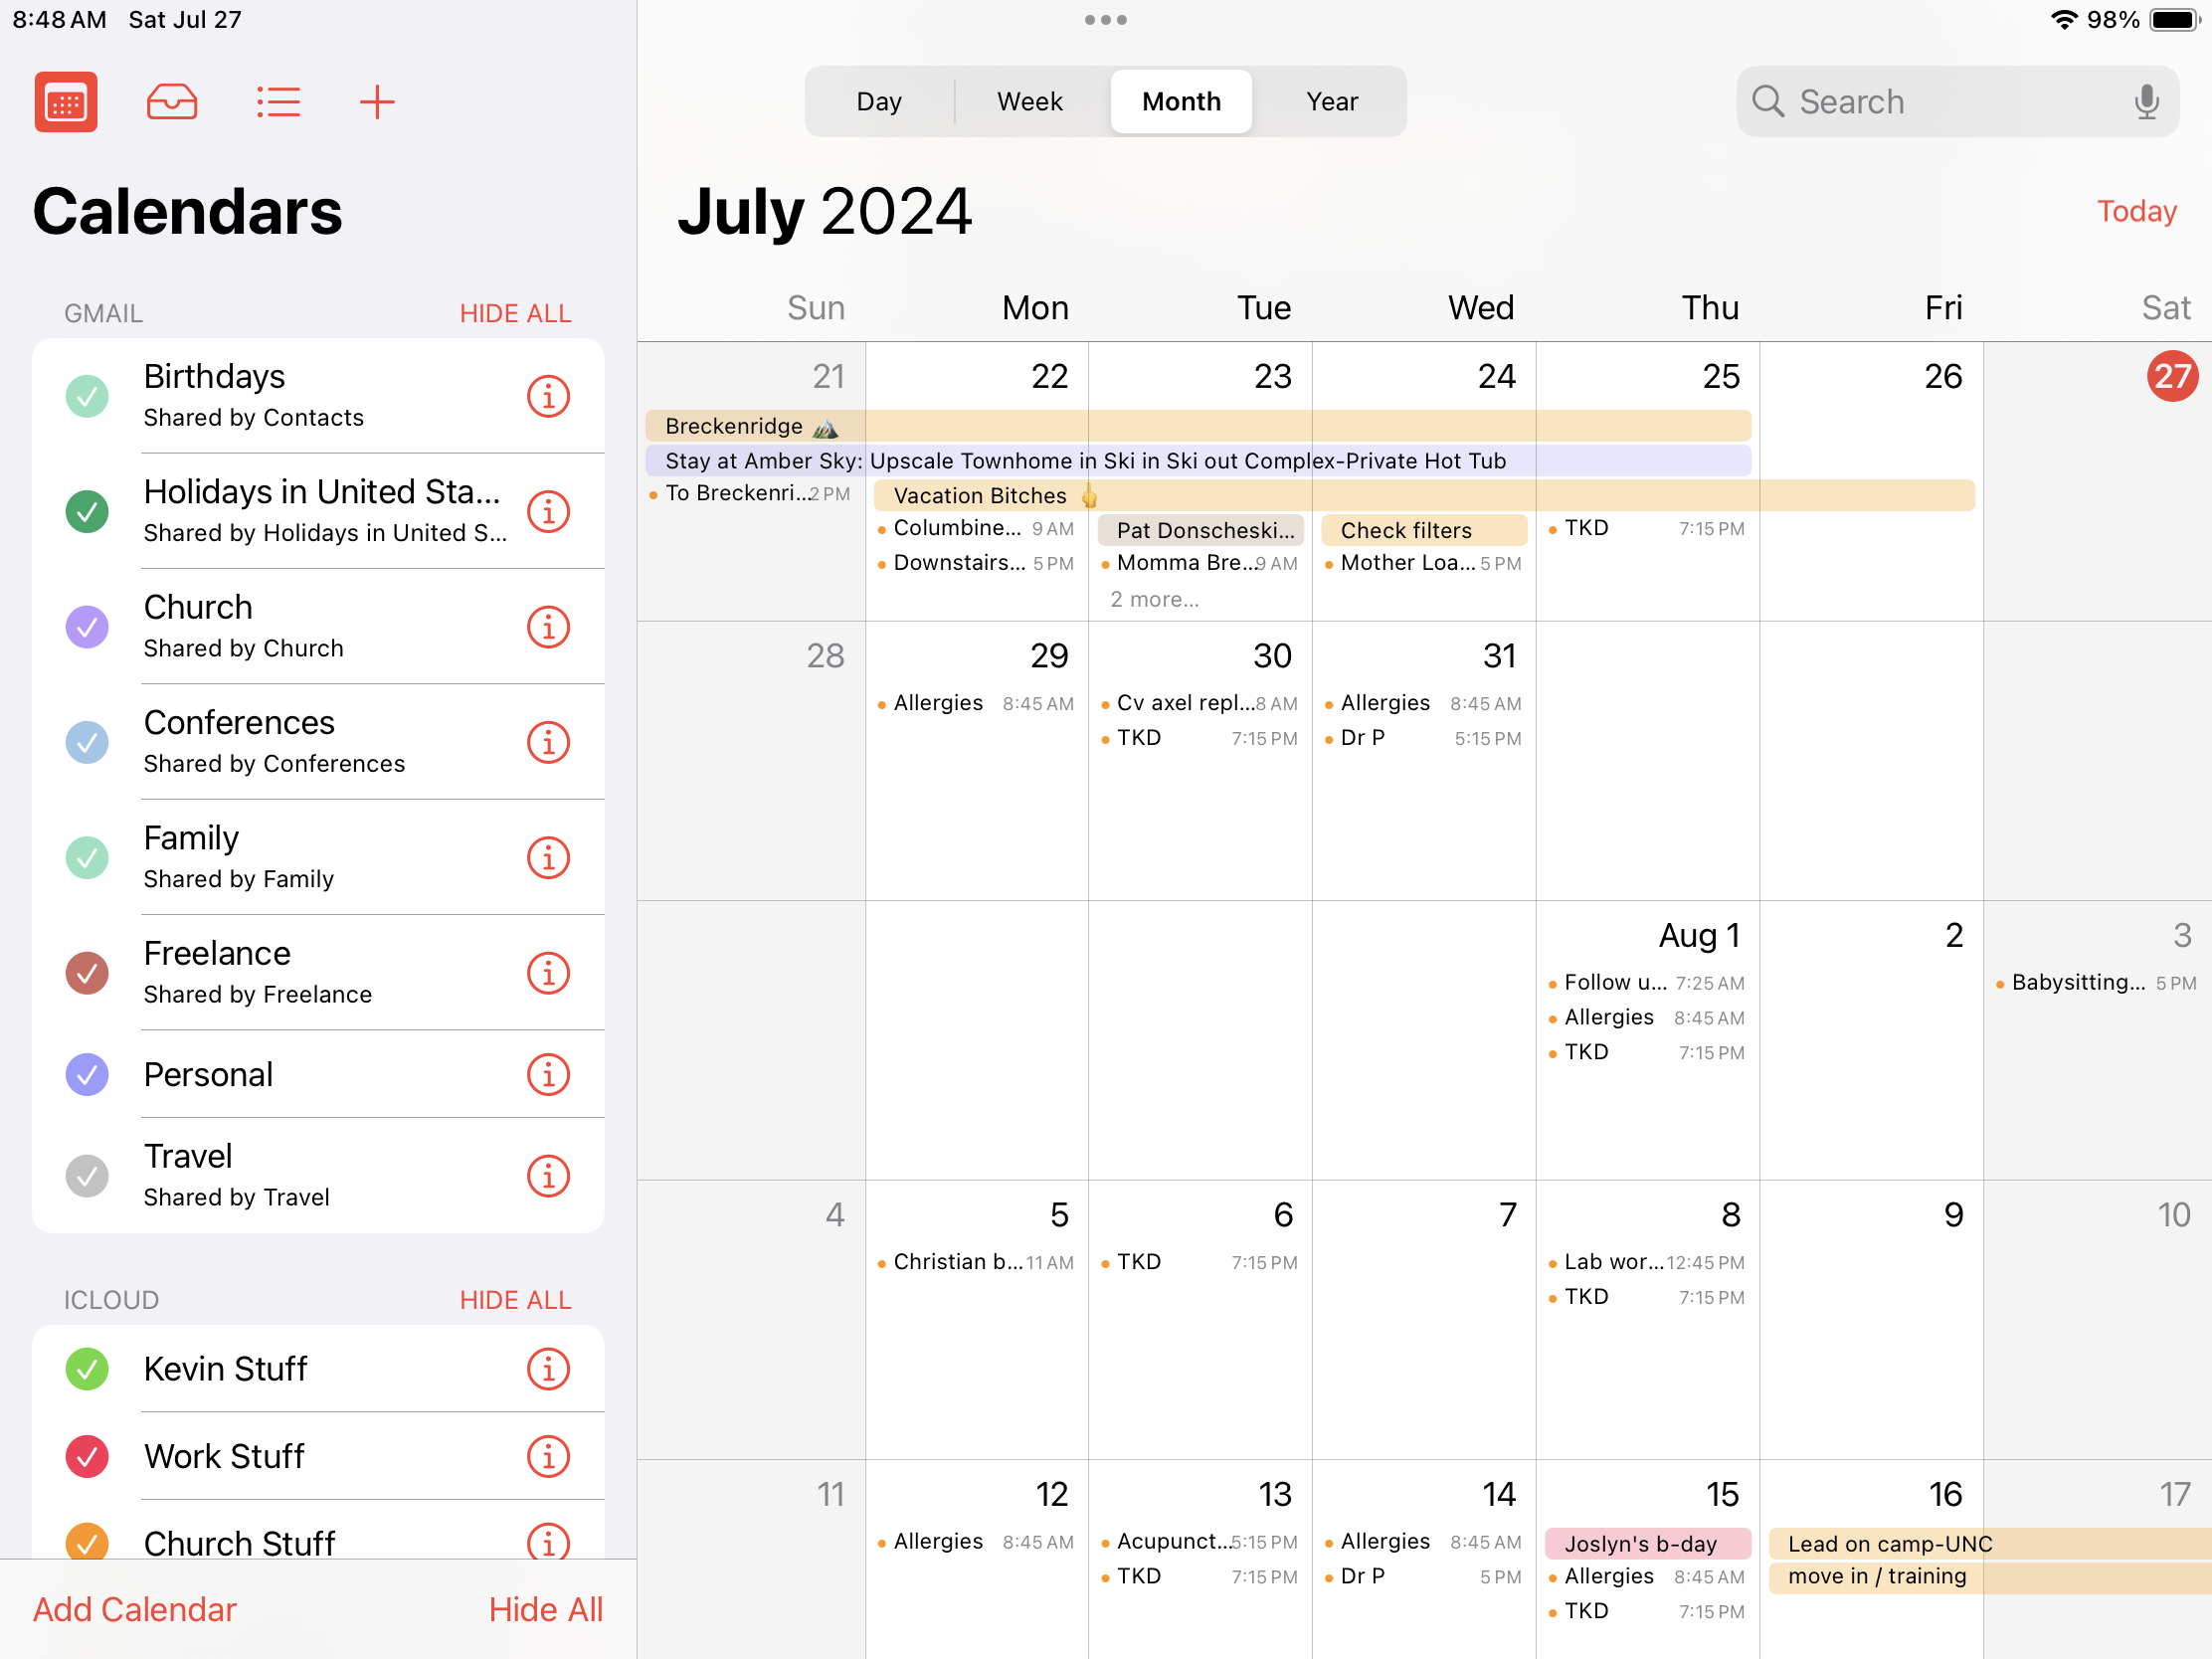 8:48 AM Sat Jul 27
98%
Day Week Month Year
Search
Calendars
GMAIL HIDE ALL
Birthdays
Shared by Contacts
Holidays in United Sta...
Shared by Holidays in United S...
Church
Shared by Church
Conferences
Shared by Conferences
Family
Shared by Family
Freelance
Shared by Freelance
Personal
Travel
Shared by Travel
ICLOUD HIDE ALL
Kevin Stuff
Work Stuff
Church Stuff
Add Calendar Hide All
July 2024 Today
Sun Mon Tue Wed Thu Fri Sat
21 22 23 24 25 26 27
Breckenridge
Stay at Amber Sky: Upscale Townhome in Ski in Ski out Complex-Private Hot Tub
To Breckenri... 2 PM Vacation Bitches
Columbine... 9 AM Pat Donscheski... Check filters TKD 7:15 PM
Downstairs... 5 PM Momma Bre... 9 AM Mother Loa... 5 PM
2 more...
28 29 30 31
Allergies 8:45 AM Cv axel repl... 8 AM Allergies 8:45 AM
TKD 7:15 PM Dr P 5:15 PM
Aug 1 2 3
Follow u... 7:25 AM Babysitting... 5 PM
Allergies 8:45 AM
TKD 7:15 PM
4 5 6 7 8 9 10
Christian b... 11 AM TKD 7:15 PM Lab wor... 12:45 PM
TKD 7:15 PM
11 12 13 14 15 16 17
Allergies 8:45 AM Acupunct... 5:15 PM Allergies 8:45 AM Joslyn's b-day Lead on camp-UNC
TKD 7:15 PM Dr P 5 PM Allergies 8:45 AM move in / training
TKD 7:15 PM